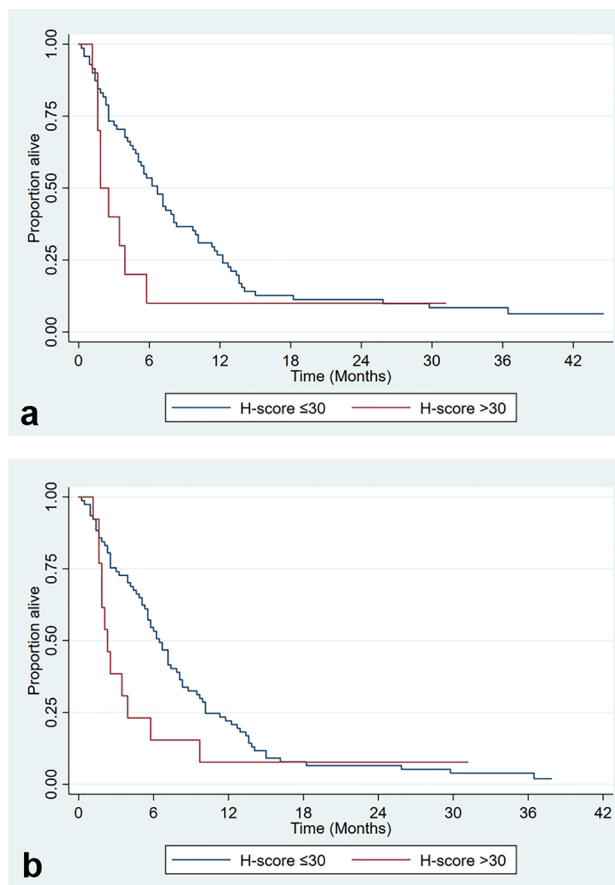 Proportion alive
1.00
0.75
0.50
0.25
0.00
0 6 12 18 24 30 36 42
Time (Months)
a
H-score ≤30 H-score >30
Proportion alive
1.00
0.75
0.50
0.25
0.00
0 6 12 18 24 30 36 42
Time (Months)
b
H-score ≤30 H-score >30